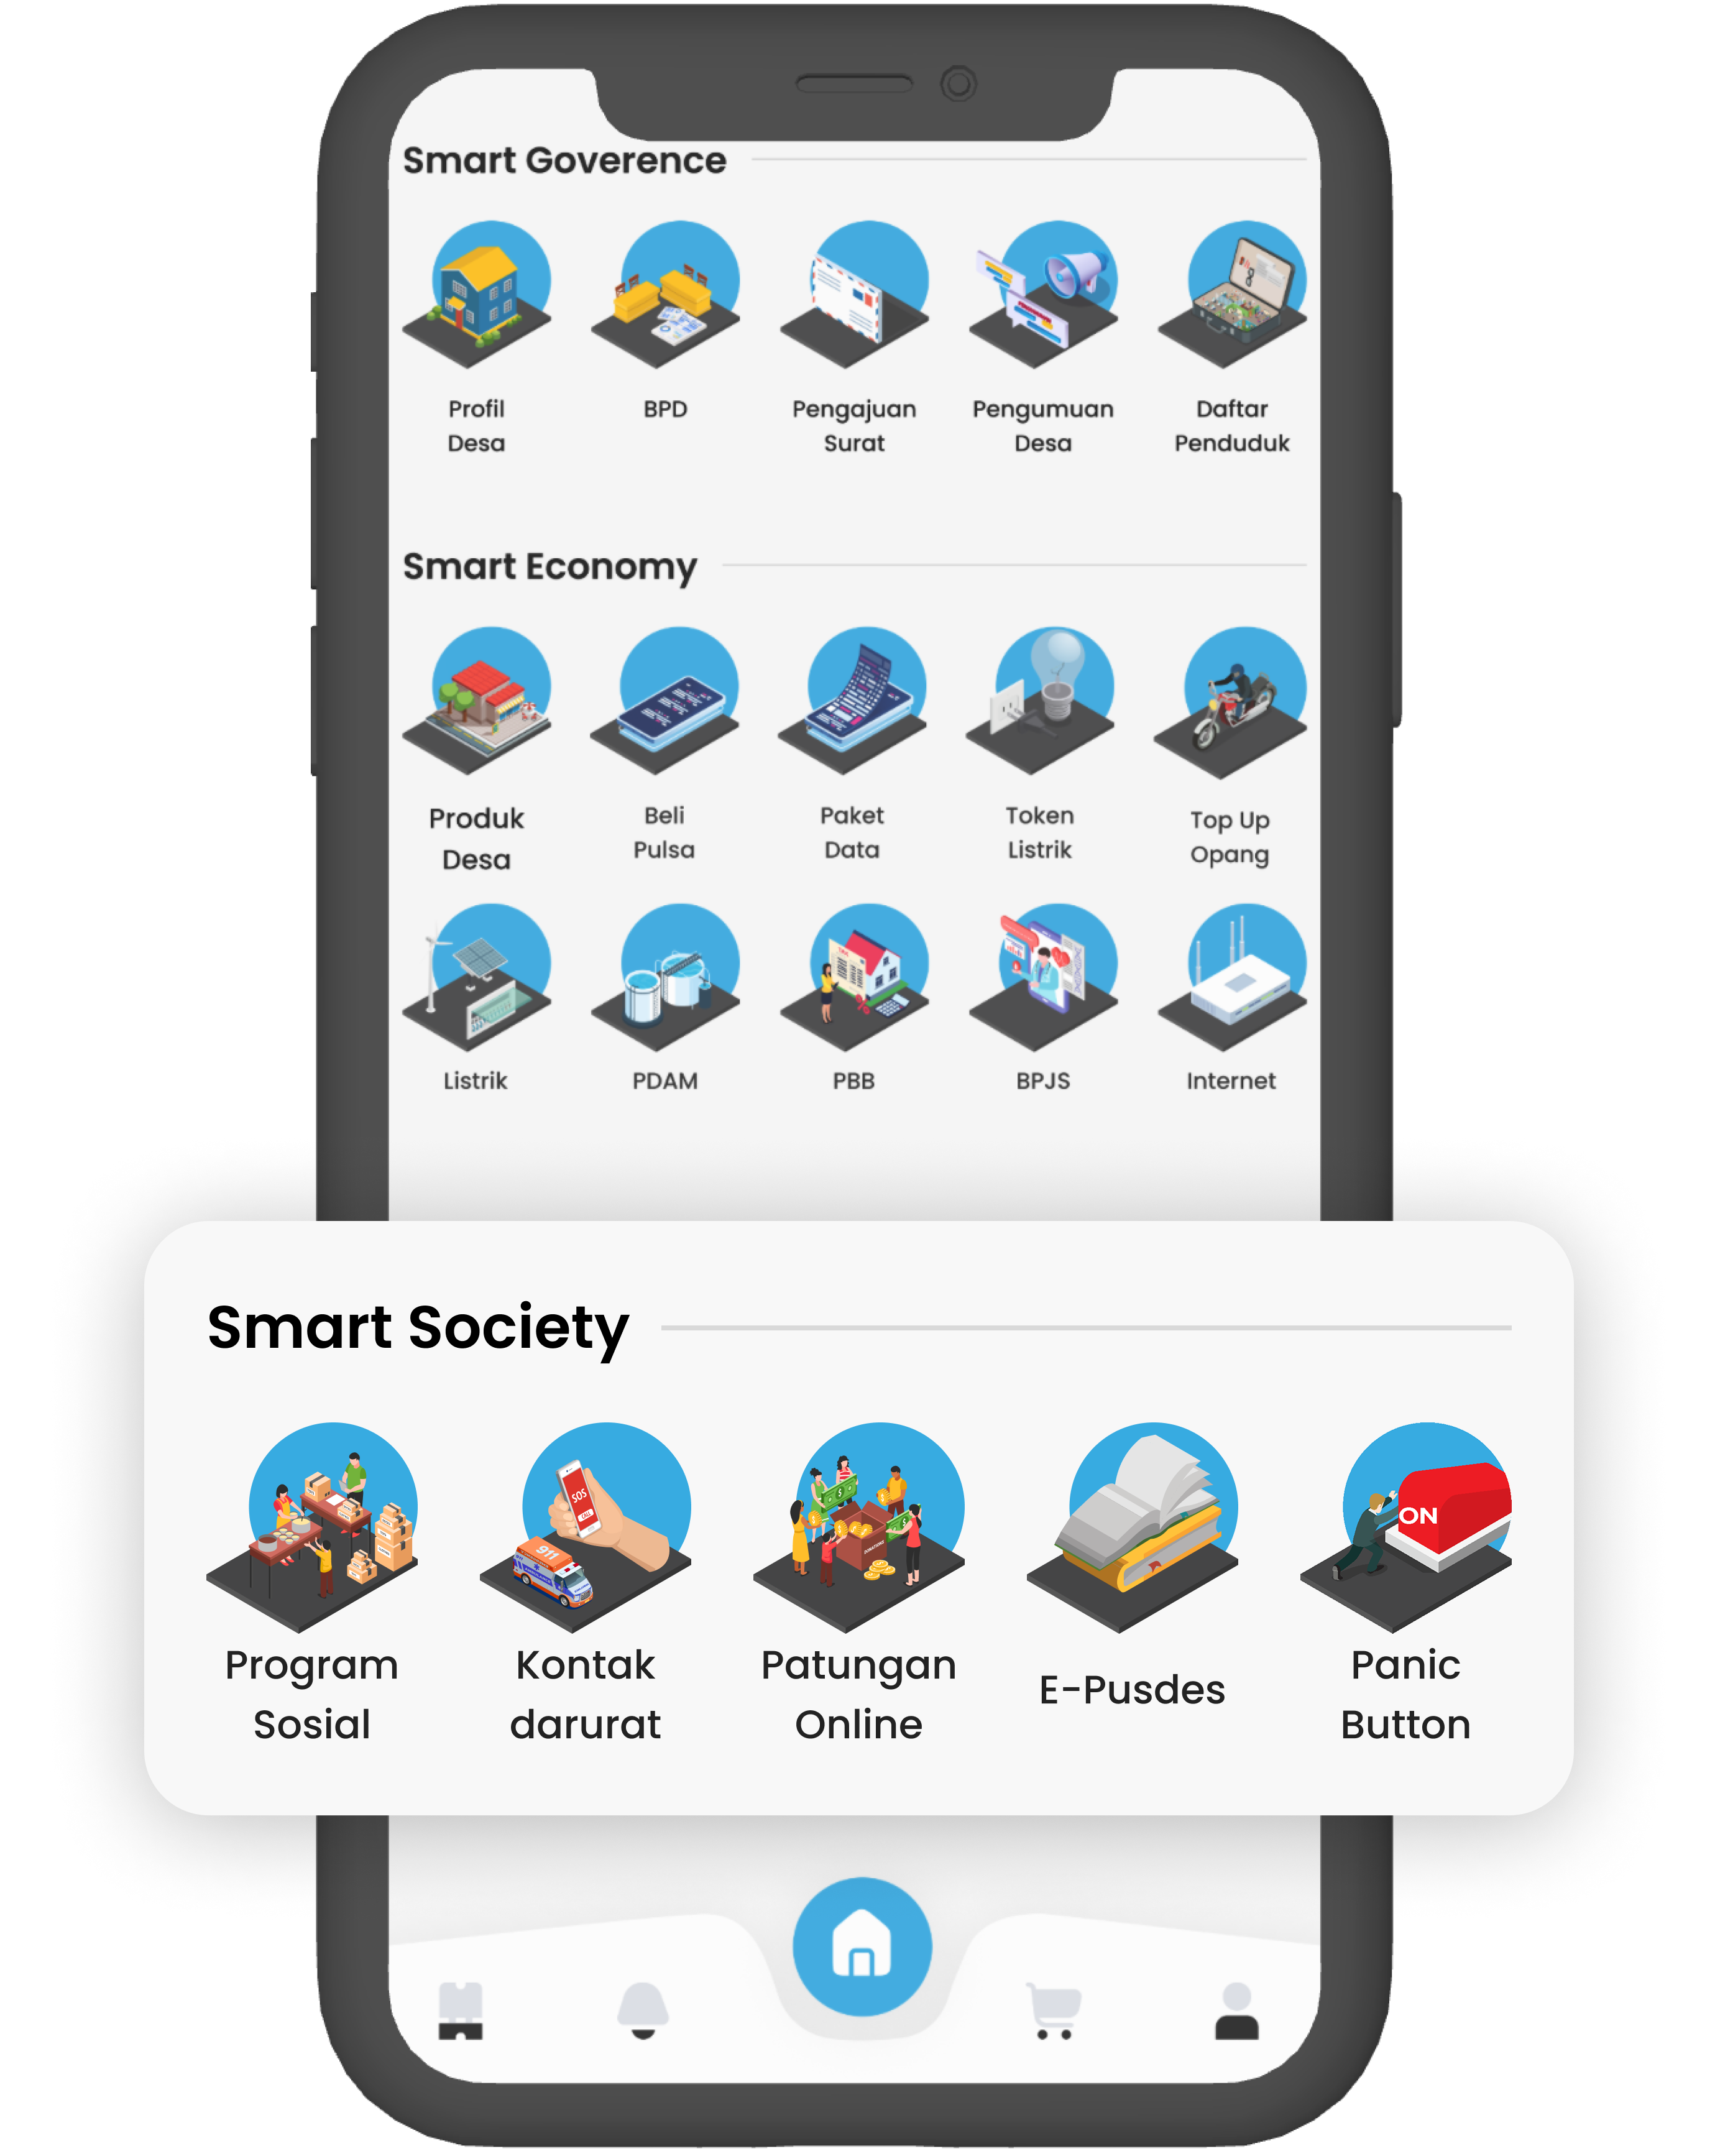 Smart Goverence
Profil
Desa
BPD
Pengajuan
Surat
Pengumuan
Desa
Daftar
Penduduk
Smart Economy
Produk
Desa
Beli
Pulsa
Paket
Data
Token
Listrik
Top Up
Opang
Listrik
PDAM
PBB
BPJS
Internet
Smart Society
SOS
911
ON
Program
Sosial
Kontak
darurat
Patungan
Online
E-Pusdes
Panic
Button